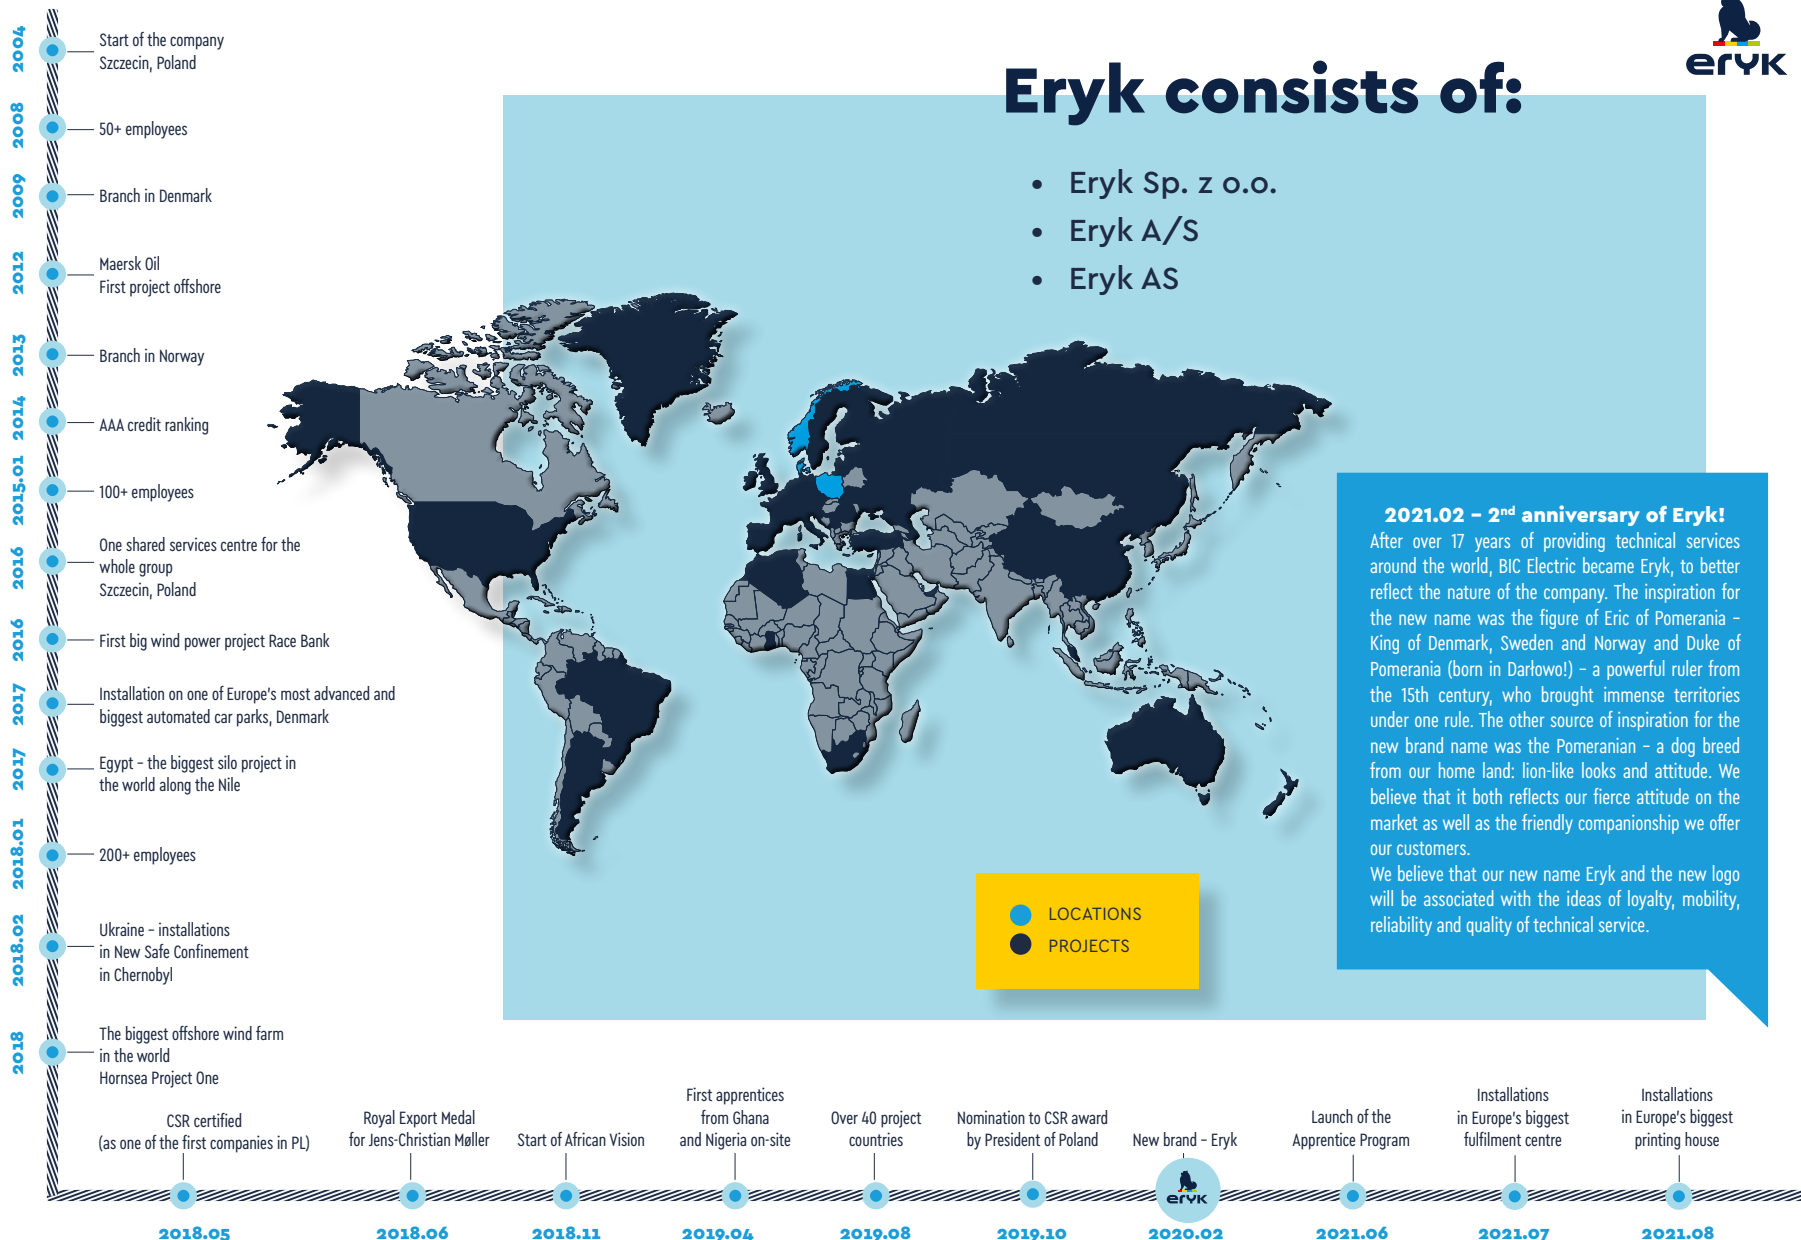 eryk
Eryk consists of:
• Eryk Sp. z o.o.
• Eryk A/S
• Eryk AS
2004
Start of the company
Szczecin, Poland
2008
50+ employees
2009
Branch in Denmark
2012
Maersk Oil
First project offshore
2013
Branch in Norway
2014
AAA credit ranking
2015.01
100+ employees
2016
One shared services centre for the
whole group
Szczecin, Poland
2016
First big wind power project Race Bank
2017
Installation on one of Europe's most advanced and
biggest automated car parks, Denmark
2017
Egypt – the biggest silo project in
the world along the Nile
2018.01
200+ employees
2018.02
Ukraine – installations
in New Safe Confinement
in Chernobyl
2018
The biggest offshore wind farm
in the world
Hornsea Project One
LOCATIONS
PROJECTS
2021.02 – 2nd anniversary of Eryk!
After over 17 years of providing technical services
around the world, BIC Electric became Eryk, to better
reflect the nature of the company. The inspiration for
the new name was the figure of Eric of Pomerania –
King of Denmark, Sweden and Norway and Duke of
Pomerania (born in Darłowo!) – a powerful ruler from
the 15th century, who brought immense territories
under one rule. The other source of inspiration for the
new brand name was the Pomeranian – a dog breed
from our home land: lion-like looks and attitude. We
believe that it both reflects our fierce attitude on the
market as well as the friendly companionship we offer
our customers.
We believe that our new name Eryk and the new logo
will be associated with the ideas of loyalty, mobility,
reliability and quality of technical service.
CSR certified
(as one of the first companies in PL)
2018.05
Royal Export Medal
for Jens-Christian Møller
2018.06
Start of African Vision
2018.11
First apprentices
from Ghana
and Nigeria on-site
2019.04
Over 40 project
countries
2019.08
Nomination to CSR award
by President of Poland
2019.10
New brand – Eryk
eryk
2020.02
Launch of the
Apprentice Program
2021.06
Installations
in Europe's biggest
fulfilment centre
2021.07
Installations
in Europe's biggest
printing house
2021.08